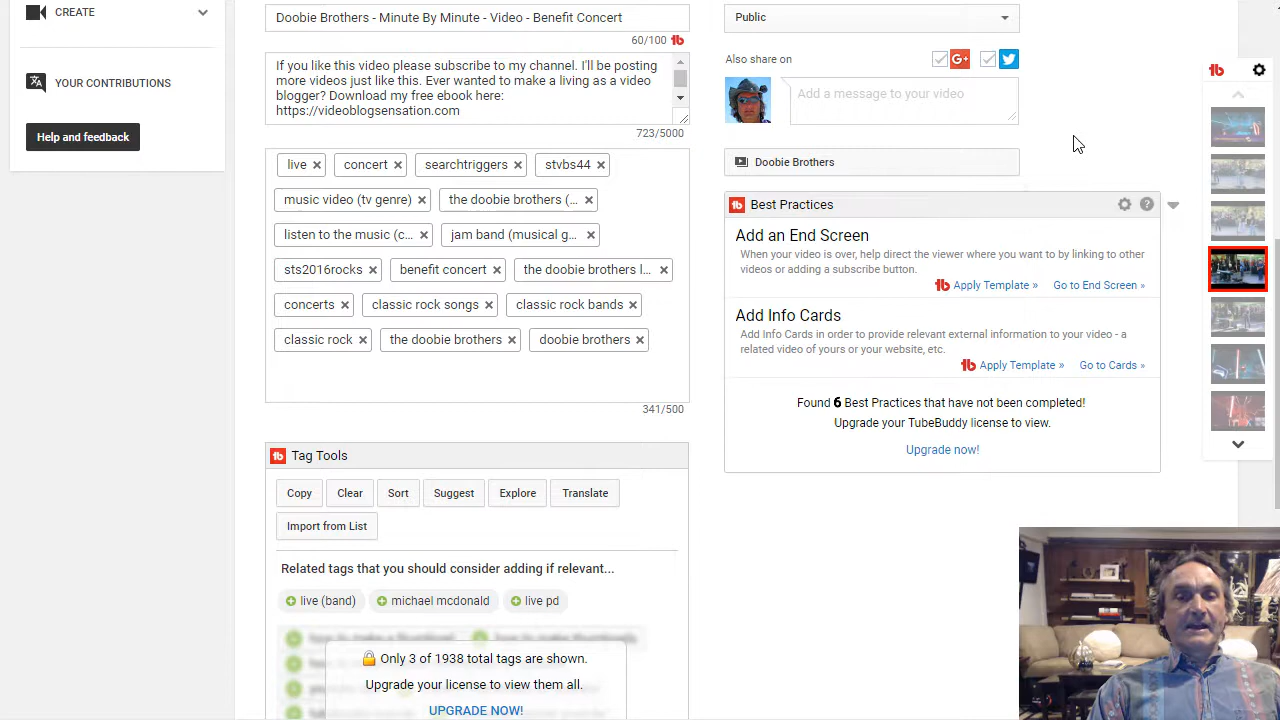 CREATE
YOUR CONTRIBUTIONS
Help and feedback
Doobie Brothers - Minute By Minute - Video - Benefit Concert
60/100
If you like this video please subscribe to my channel. I'll be posting
more videos just like this. Ever wanted to make a living as a video
blogger? Download my free ebook here:
https://videoblogsensation.com
723/5000
live concert searchtriggers stvbs44
music video (tv genre) the doobie brothers (...
listen to the music (c... jam band (musical g...
sts2016rocks benefit concert the doobie brothers l...
concerts classic rock songs classic rock bands
classic rock the doobie brothers doobie brothers
341/500
Tag Tools
Copy Clear Sort Suggest Explore Translate
Import from List
Related tags that you should consider adding if relevant...
live (band) michael mcdonald live pd
Only 3 of 1938 total tags are shown.
Upgrade your license to view them all.
UPGRADE NOW!
Public
Also share on
G+
Add a message to your video
Doobie Brothers
Best Practices
Add an End Screen
When your video is over, help direct the viewer where you want to by linking to other
videos or adding a subscribe button.
Apply Template » Go to End Screen »
Add Info Cards
Add Info Cards in order to provide relevant external information to your video - a
related video of yours or your website, etc.
Apply Template » Go to Cards »
Found 6 Best Practices that have not been completed!
Upgrade your TubeBuddy license to view.
Upgrade now!